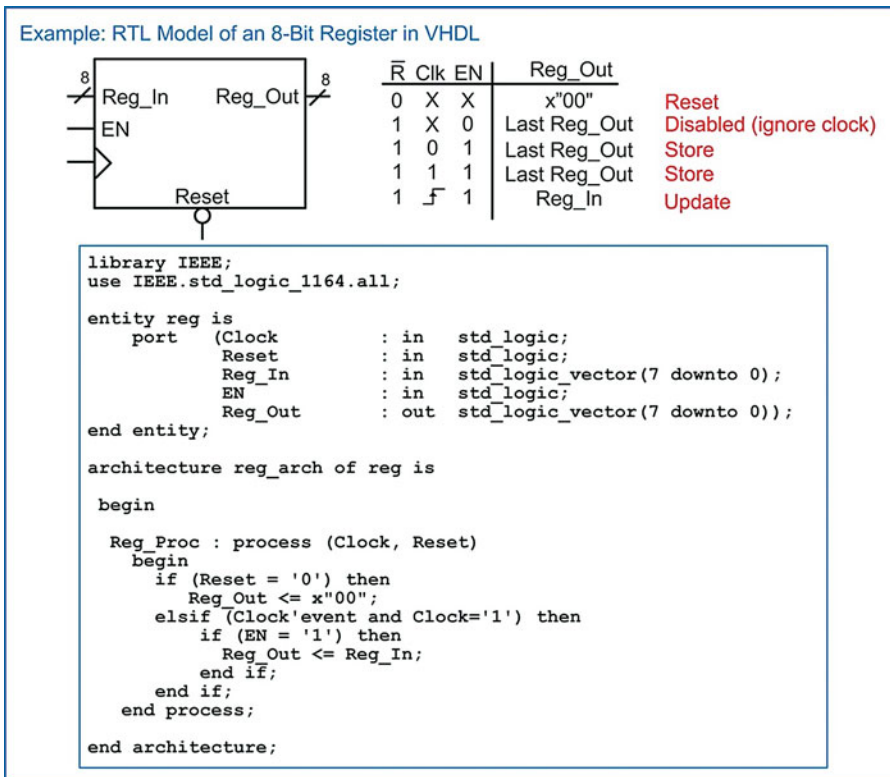 Example: RTL Model of an 8-Bit Register in VHDL
8
Reg_In
Reg_Out
8
EN
Reset
R Clk EN Reg_Out
0 X X x"00" Reset
1 X 0 Last Reg_Out Disabled (ignore clock)
1 0 1 Last Reg_Out Store
1 1 1 Last Reg_Out Store
1 1 Reg_In Update
library IEEE;
use IEEE.std_logic_1164.all;
entity reg is
port (Clock : in std_logic;
Reset : in std_logic;
Reg_In : in std_logic_vector(7 downto 0);
EN : in std_logic;
Reg_Out : out std_logic_vector(7 downto 0));
end entity;
architecture reg_arch of reg is
begin
Reg_Proc : process (Clock, Reset)
begin
if (Reset = '0') then
Reg_Out <= x"00";
elsif (Clock'event and Clock='1') then
if (EN = '1') then
Reg_Out <= Reg_In;
end if;
end if;
end process;
end architecture;